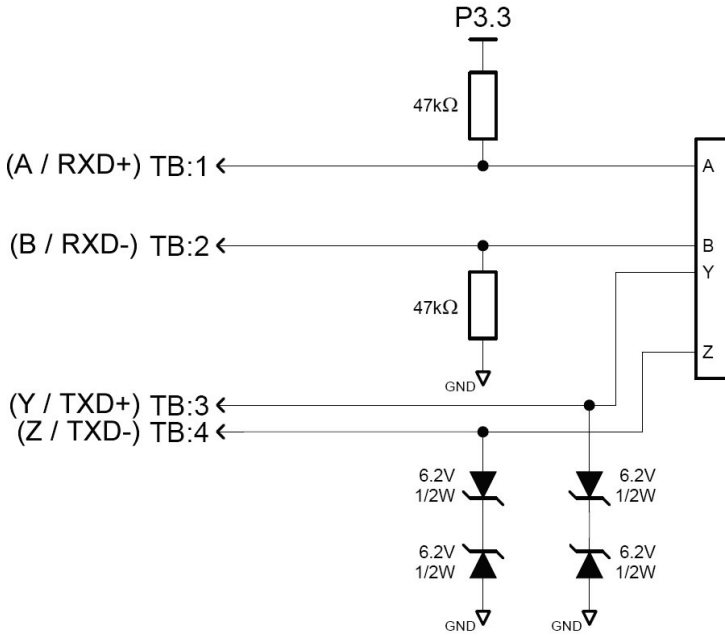 P3.3
47kΩ
(A / RXD+) TB:1
A
(B / RXD-) TB:2
B
Y
47kΩ
Z
GND
(Y / TXD+) TB:3
(Z / TXD-) TB:4
6.2V
1/2W
6.2V
1/2W
6.2V
1/2W
6.2V
1/2W
GND
GND